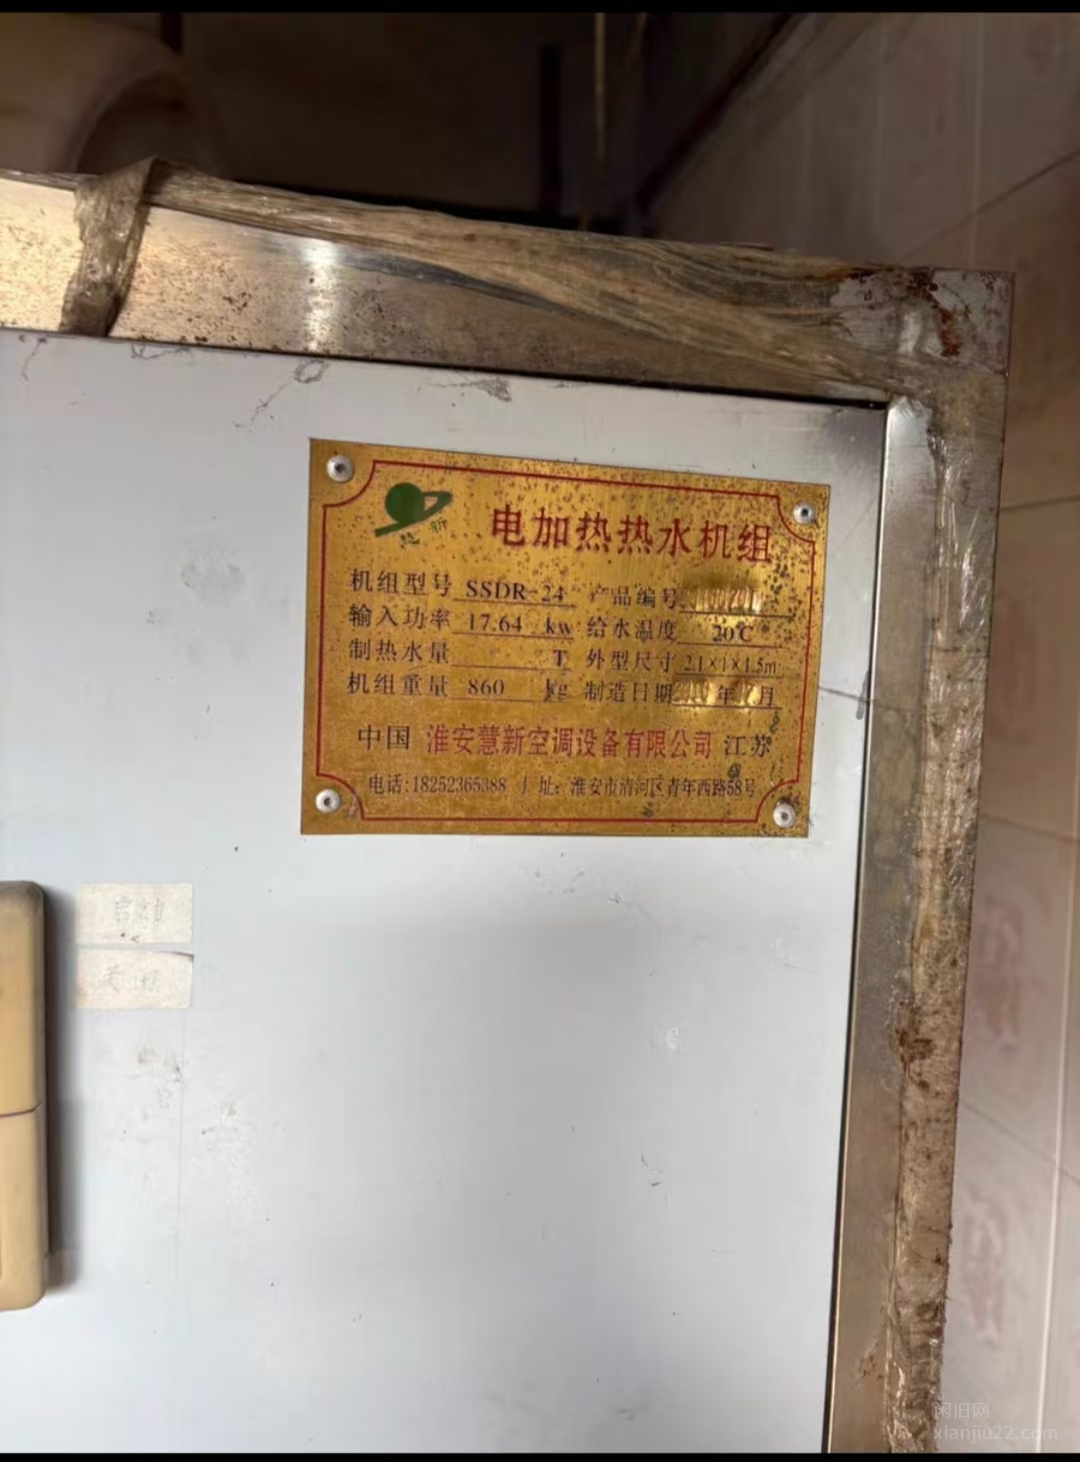 慧新
电加热热水机组
机组型号 SSDR-24 产品编号
输入功率 17.64 kw 给水温度 20℃
制热水量 T 外型尺寸 2.1×1×1.5m
机组重量 860 kg 制造日期 年 月
中国 淮安慧新空调设备有限公司 江苏
电话:18252365388 厂址: 淮安市清河区青年西路58号
关闭
闲旧网
xianjiu22.com